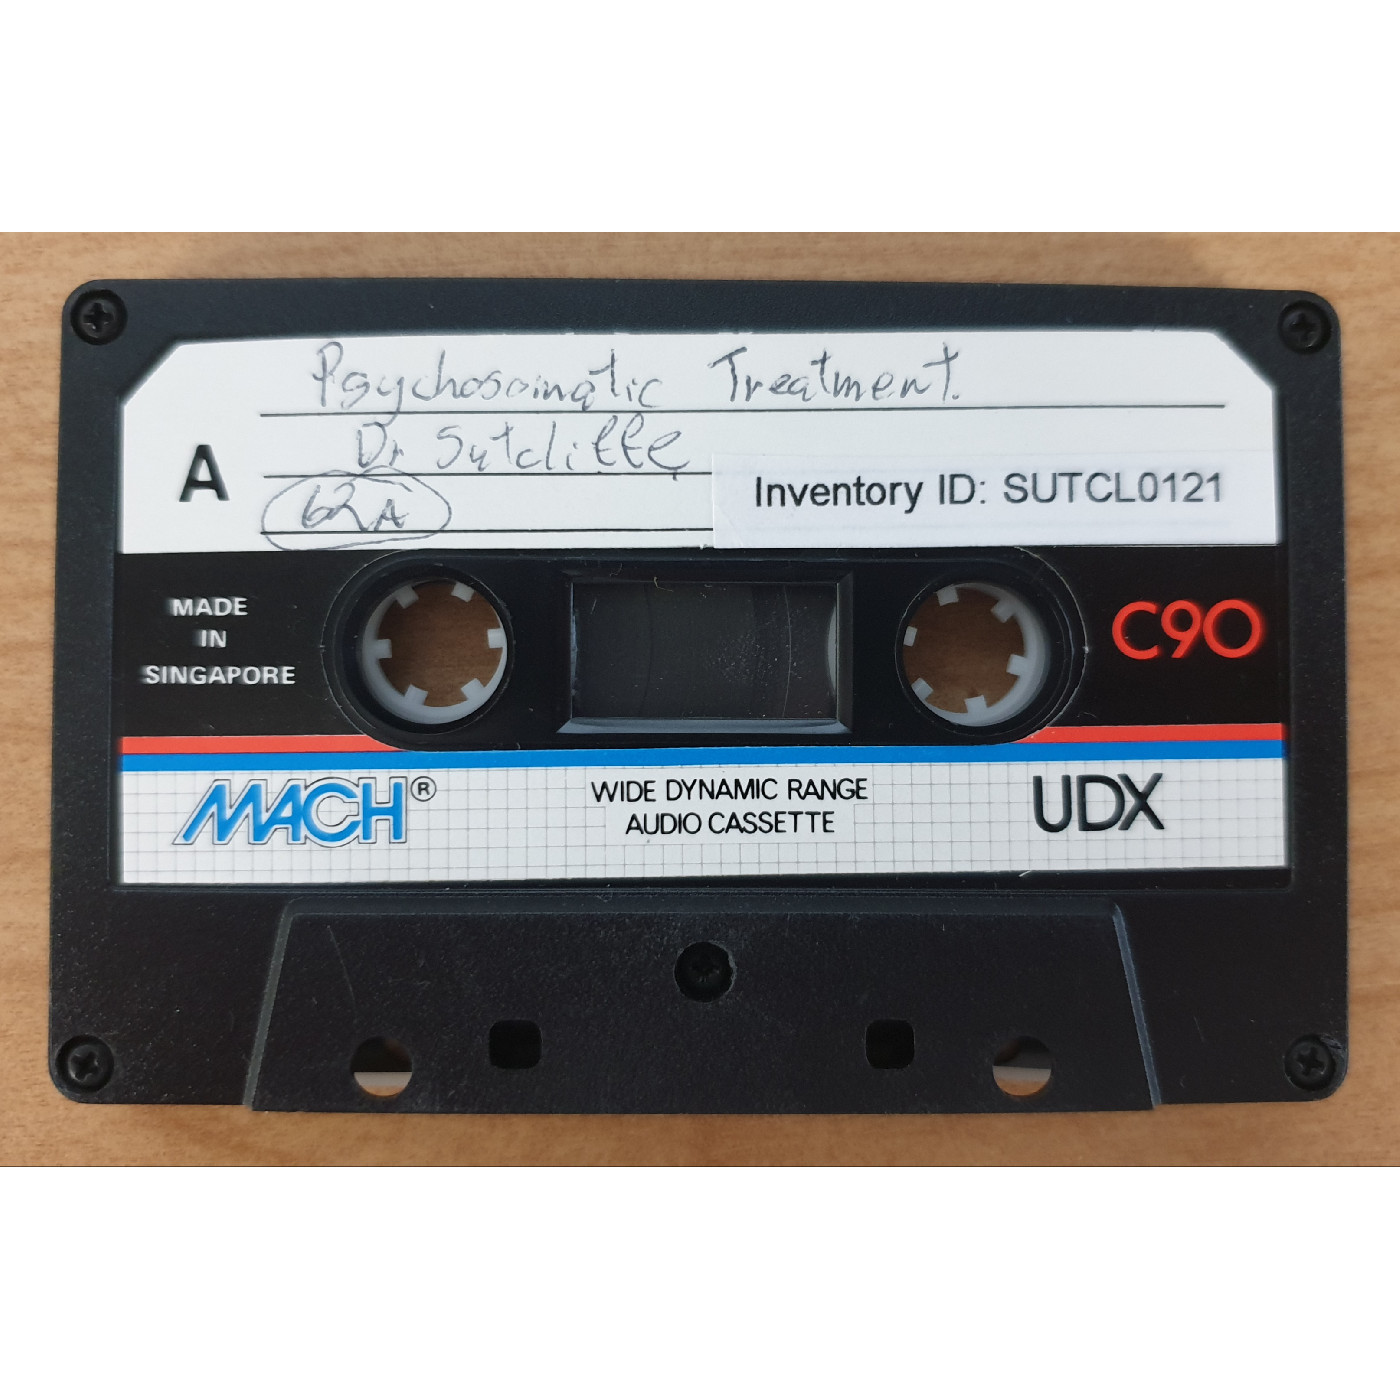 Psychosomatic Treatment.
Dr Sutcliffe
A
Inventory ID: SUTCL0121
62A
MADE
IN
SINGAPORE
C90
MACH®
WIDE DYNAMIC RANGE
AUDIO CASSETTE
UDX